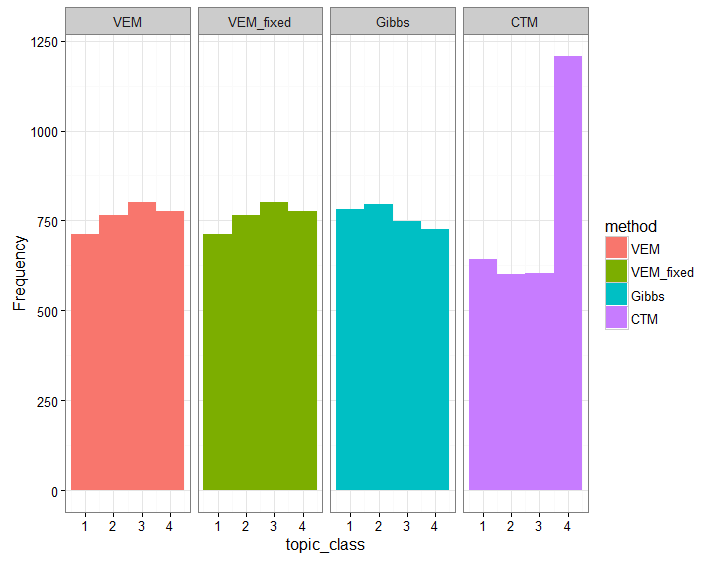 VEM VEM_fixed Gibbs CTM
1250
1000
750
500
250
0
Frequency
1 2 3 4 1 2 3 4 1 2 3 4 1 2 3 4
topic_class
method
VEM
VEM_fixed
Gibbs
CTM